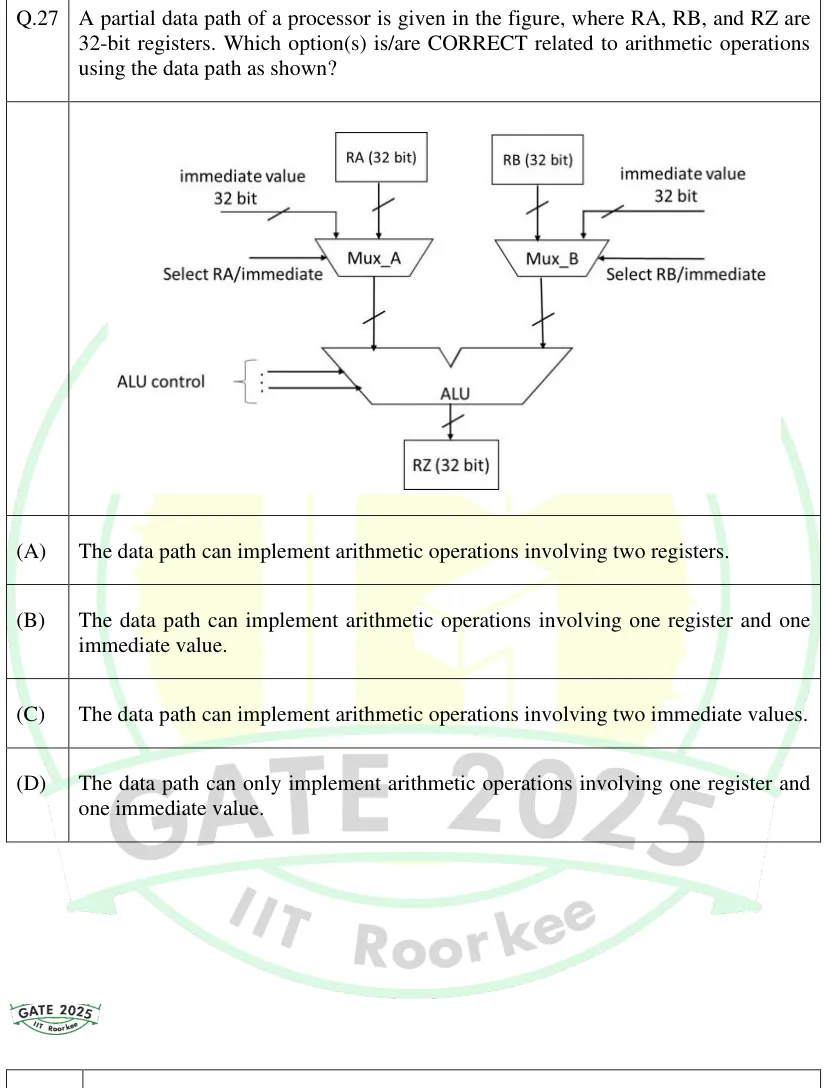 Q.27 A partial data path of a processor is given in the figure, where RA, RB, and RZ are
32-bit registers. Which option(s) is/are CORRECT related to arithmetic operations
using the data path as shown?
RA (32 bit)
RB (32 bit)
immediate value
32 bit
immediate value
32 bit
Mux_A
Mux_B
Select RA/immediate
Select RB/immediate
ALU control
ALU
RZ (32 bit)
(A) The data path can implement arithmetic operations involving two registers.
(B) The data path can implement arithmetic operations involving one register and one
immediate value.
(C) The data path can implement arithmetic operations involving two immediate values.
(D) The data path can only implement arithmetic operations involving one register and
one immediate value.
GATE 2025
IIT Roorkee
GATE 2025
IIT Roorkee